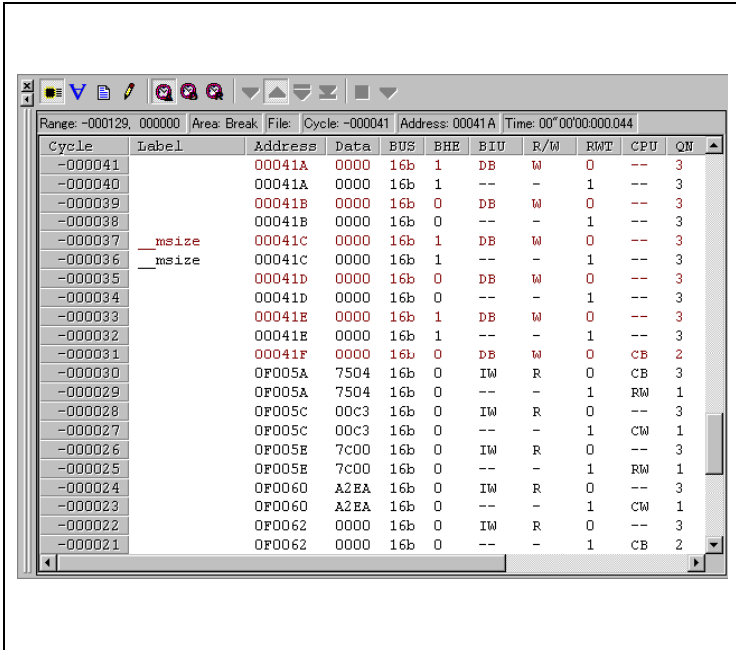 Range: -000129, 000000 Area: Break File: Cycle: -000041 Address: 00041A Time: 00"00'00:000.044
Cycle Label Address Data BUS BHE BIU R/W RWT CPU QN
-000041 00041A 0000 16b 1 DB W 0 -- 3
-000040 00041A 0000 16b 1 -- - 1 -- 3
-000039 00041B 0000 16b 0 DB W 0 -- 3
-000038 00041B 0000 16b 0 -- - 1 -- 3
-000037 __msize 00041C 0000 16b 1 DB W 0 -- 3
-000036 __msize 00041C 0000 16b 1 -- - 1 -- 3
-000035 00041D 0000 16b 0 DB W 0 -- 3
-000034 00041D 0000 16b 0 -- - 1 -- 3
-000033 00041E 0000 16b 1 DB W 0 -- 3
-000032 00041E 0000 16b 1 -- - 1 -- 3
-000031 00041F 0000 16b 0 DB W 0 CB 2
-000030 0F005A 7504 16b 0 IW R 0 CB 3
-000029 0F005A 7504 16b 0 -- - 1 RW 1
-000028 0F005C 00C3 16b 0 IW R 0 -- 3
-000027 0F005C 00C3 16b 0 -- - 1 CW 1
-000026 0F005E 7C00 16b 0 IW R 0 -- 3
-000025 0F005E 7C00 16b 0 -- - 1 RW 1
-000024 0F0060 A2EA 16b 0 IW R 0 -- 3
-000023 0F0060 A2EA 16b 0 -- - 1 CW 1
-000022 0F0062 0000 16b 0 IW R 0 -- 3
-000021 0F0062 0000 16b 0 -- - 1 CB 2